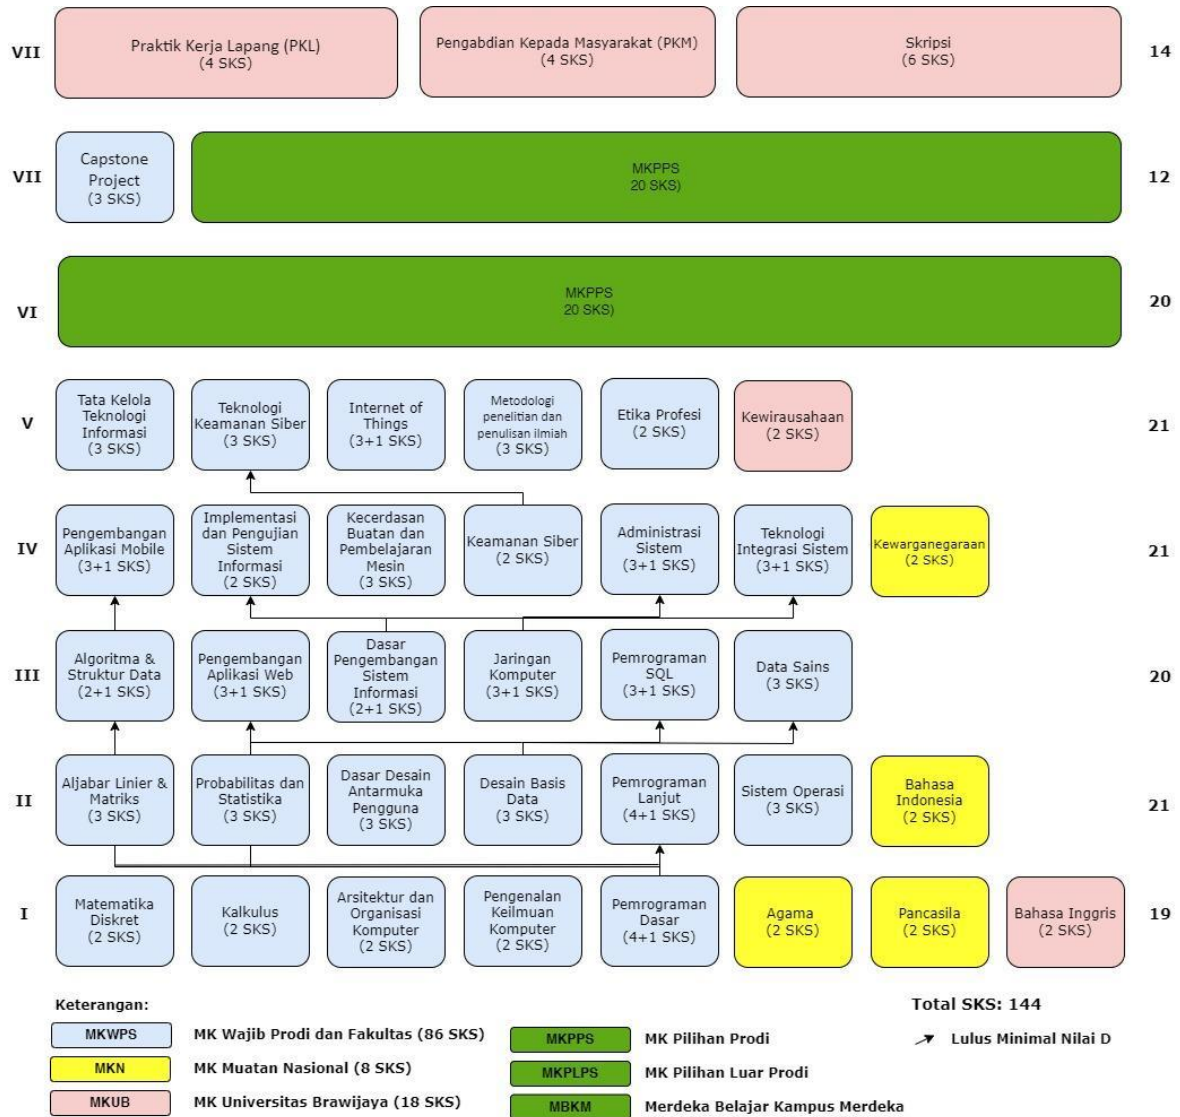 VII
Praktik Kerja Lapang (PKL)
(4 SKS)
Pengabdian Kepada Masyarakat (PKM)
(4 SKS)
Skripsi
(6 SKS)
14
VII
Capstone
Project
(3 SKS)
MKPPS
20 SKS)
12
VI
MKPPS
20 SKS)
20
V
Tata Kelola
Teknologi
Informasi
(3 SKS)
Teknologi
Keamanan Siber
(3 SKS)
Internet of
Things
(3+1 SKS)
Metodologi
penelitian dan
penulisan ilmiah
(3 SKS)
Etika Profesi
(2 SKS)
Kewirausahaan
(2 SKS)
21
IV
Pengembangan
Aplikasi Mobile
(3+1 SKS)
Implementasi
dan Pengujian
Sistem
Informasi
(2 SKS)
Kecerdasan
Buatan dan
Pembelajaran
Mesin
(3 SKS)
Keamanan Siber
(2 SKS)
Administrasi
Sistem
(3+1 SKS)
Teknologi
Integrasi Sistem
(3+1 SKS)
Kewarganegaraan
(2 SKS)
21
III
Algoritma &
Struktur Data
(2+1 SKS)
Pengembangan
Aplikasi Web
(3+1 SKS)
Dasar
Pengembangan
Sistem
Informasi
(2+1 SKS)
Jaringan
Komputer
(3+1 SKS)
Pemrograman
SQL
(3+1 SKS)
Data Sains
(3 SKS)
20
II
Aljabar Linier &
Matriks
(3 SKS)
Probabilitas dan
Statistika
(3 SKS)
Dasar Desain
Antarmuka
Pengguna
(3 SKS)
Desain Basis
Data
(3 SKS)
Pemrograman
Lanjut
(4+1 SKS)
Sistem Operasi
(3 SKS)
Bahasa
Indonesia
(2 SKS)
21
I
Matematika
Diskret
(2 SKS)
Kalkulus
(2 SKS)
Arsitektur dan
Organisasi
Komputer
(2 SKS)
Pengenalan
Keilmuan
Komputer
(2 SKS)
Pemrograman
Dasar
(4+1 SKS)
Agama
(2 SKS)
Pancasila
(2 SKS)
Bahasa Inggris
(2 SKS)
19
Keterangan:
Total SKS: 144
MKWPS MK Wajib Prodi dan Fakultas (86 SKS)
MKPPS MK Pilihan Prodi
Lulus Minimal Nilai D
MKN MK Muatan Nasional (8 SKS)
MKPLPS MK Pilihan Luar Prodi
MKUB MK Universitas Brawijaya (18 SKS)
MBKM Merdeka Belajar Kampus Merdeka